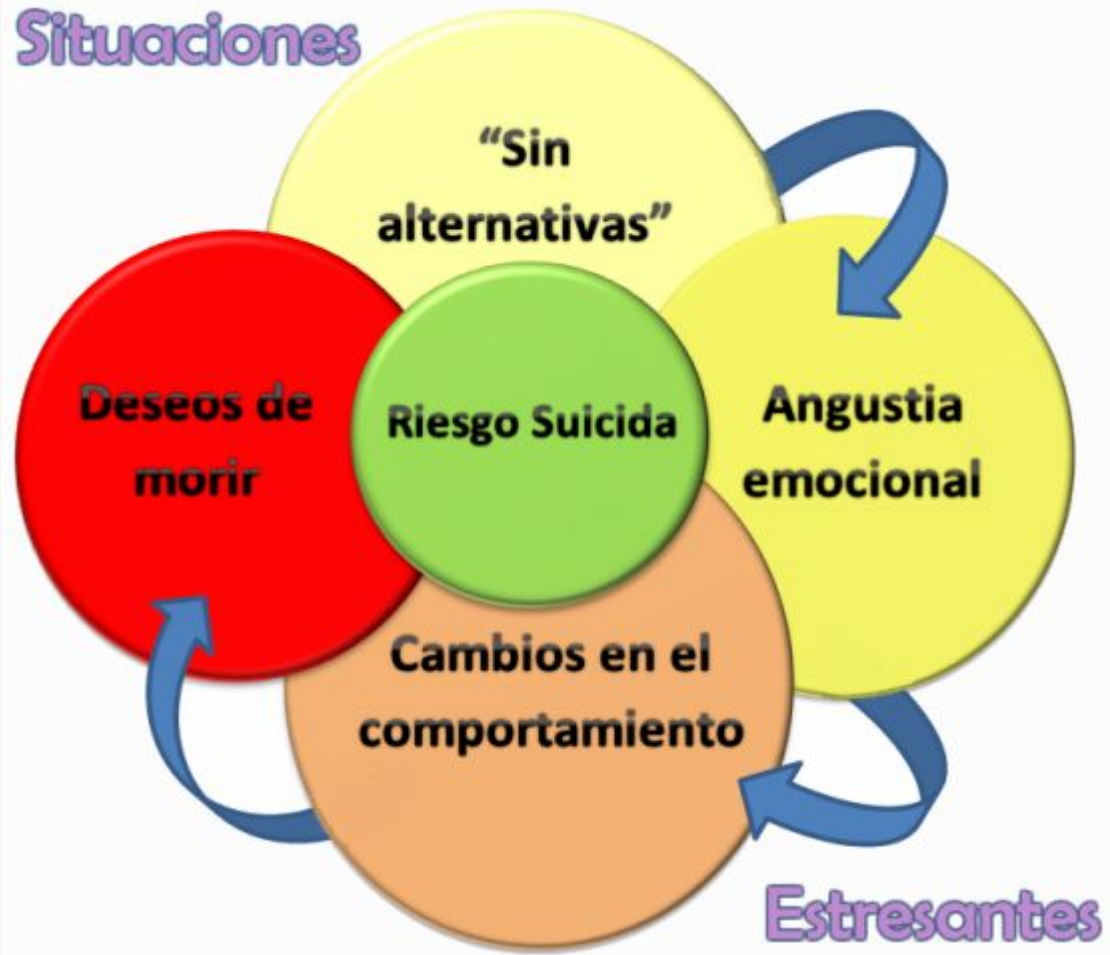 Situaciones
“Sin
alternativas”
Deseos de
morir
Riesgo Suicida
Angustia
emocional
Cambios en el
comportamiento
Estresantes